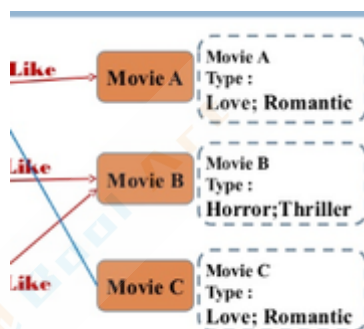 Like
Movie A
Movie A
Type :
Love; Romantic
Like
Movie B
Movie B
Type :
Horror;Thriller
Like
Movie C
Movie C
Type :
Love; Romantic